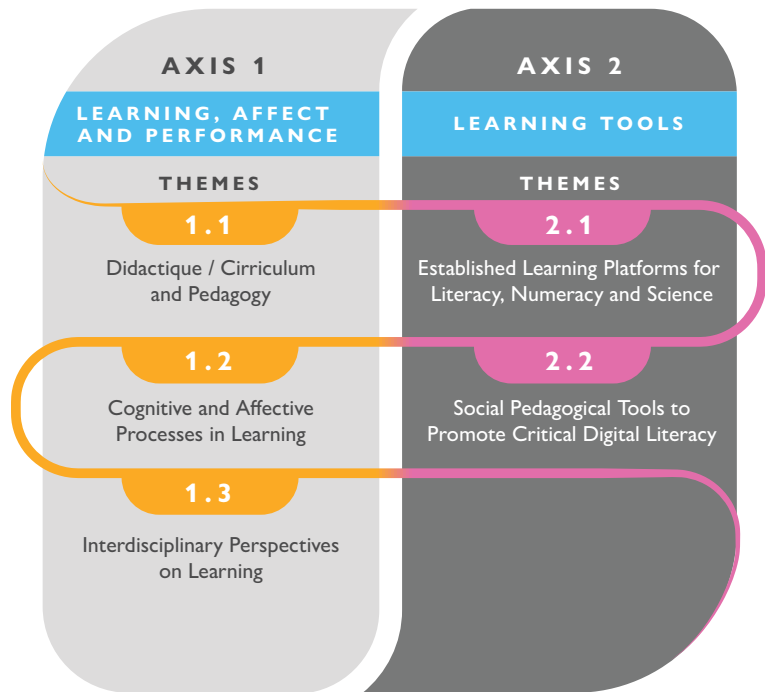 AXIS 1
LEARNING, AFFECT
AND PERFORMANCE
THEMES
1.1
Didactique / Cirriculum
and Pedagogy
1.2
Cognitive and Affective
Processes in Learning
1.3
Interdisciplinary Perspectives
on Learning
AXIS 2
LEARNING TOOLS
THEMES
2.1
Established Learning Platforms for
Literacy, Numeracy and Science
2.2
Social Pedagogical Tools to
Promote Critical Digital Literacy